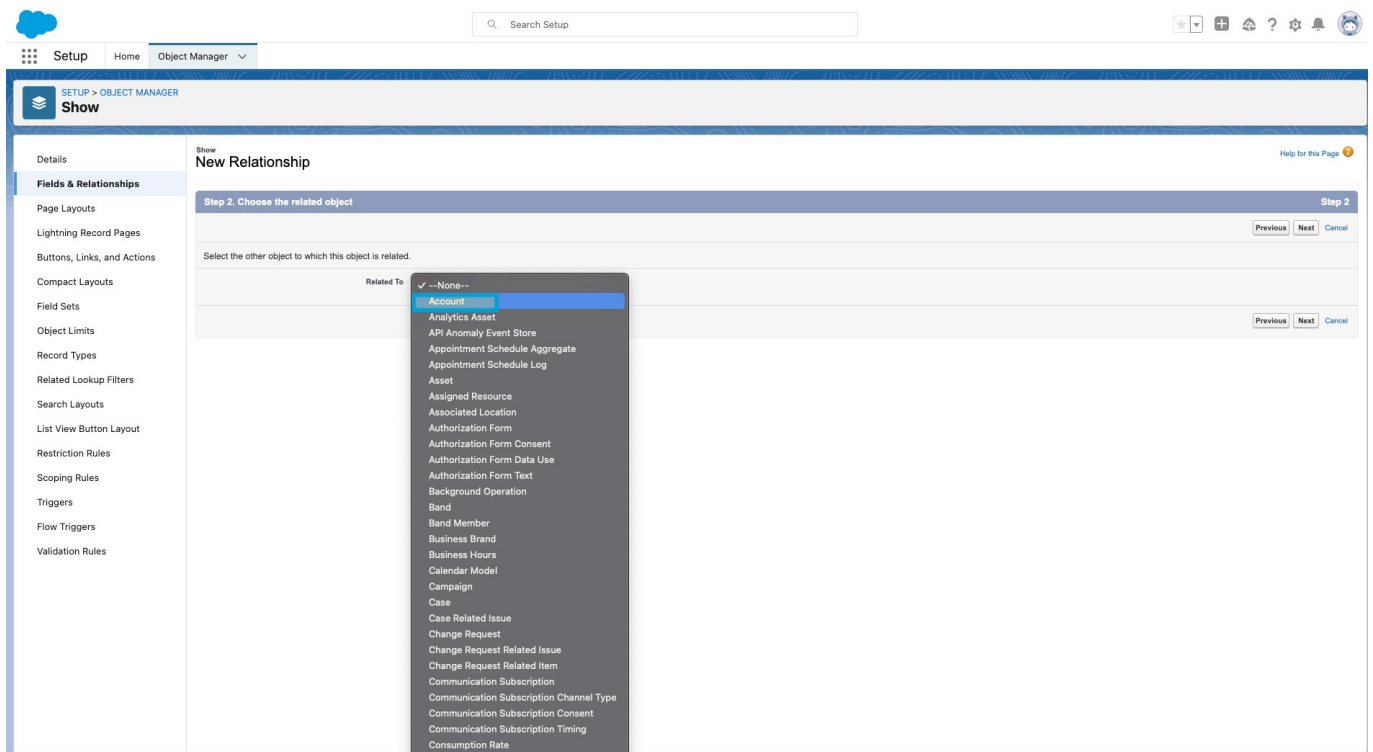 Search Setup
Setup
Home
Object Manager
SETUP > OBJECT MANAGER
Show
Details
Fields & Relationships
Page Layouts
Lightning Record Pages
Buttons, Links, and Actions
Compact Layouts
Field Sets
Object Limits
Record Types
Related Lookup Filters
Search Layouts
List View Button Layout
Restriction Rules
Scoping Rules
Triggers
Flow Triggers
Validation Rules
Show
New Relationship
Help for this Page
Step 2. Choose the related object
Step 2
Previous Next Cancel
Select the other object to which this object is related.
Related To
✓ --None--
Account
Analytics Asset
API Anomaly Event Store
Appointment Schedule Aggregate
Appointment Schedule Log
Asset
Assigned Resource
Associated Location
Authorization Form
Authorization Form Consent
Authorization Form Data Use
Authorization Form Text
Background Operation
Band
Band Member
Business Brand
Business Hours
Calendar Model
Campaign
Case
Case Related Issue
Change Request
Change Request Related Issue
Change Request Related Item
Communication Subscription
Communication Subscription Channel Type
Communication Subscription Consent
Communication Subscription Timing
Consumption Rate
Previous Next Cancel